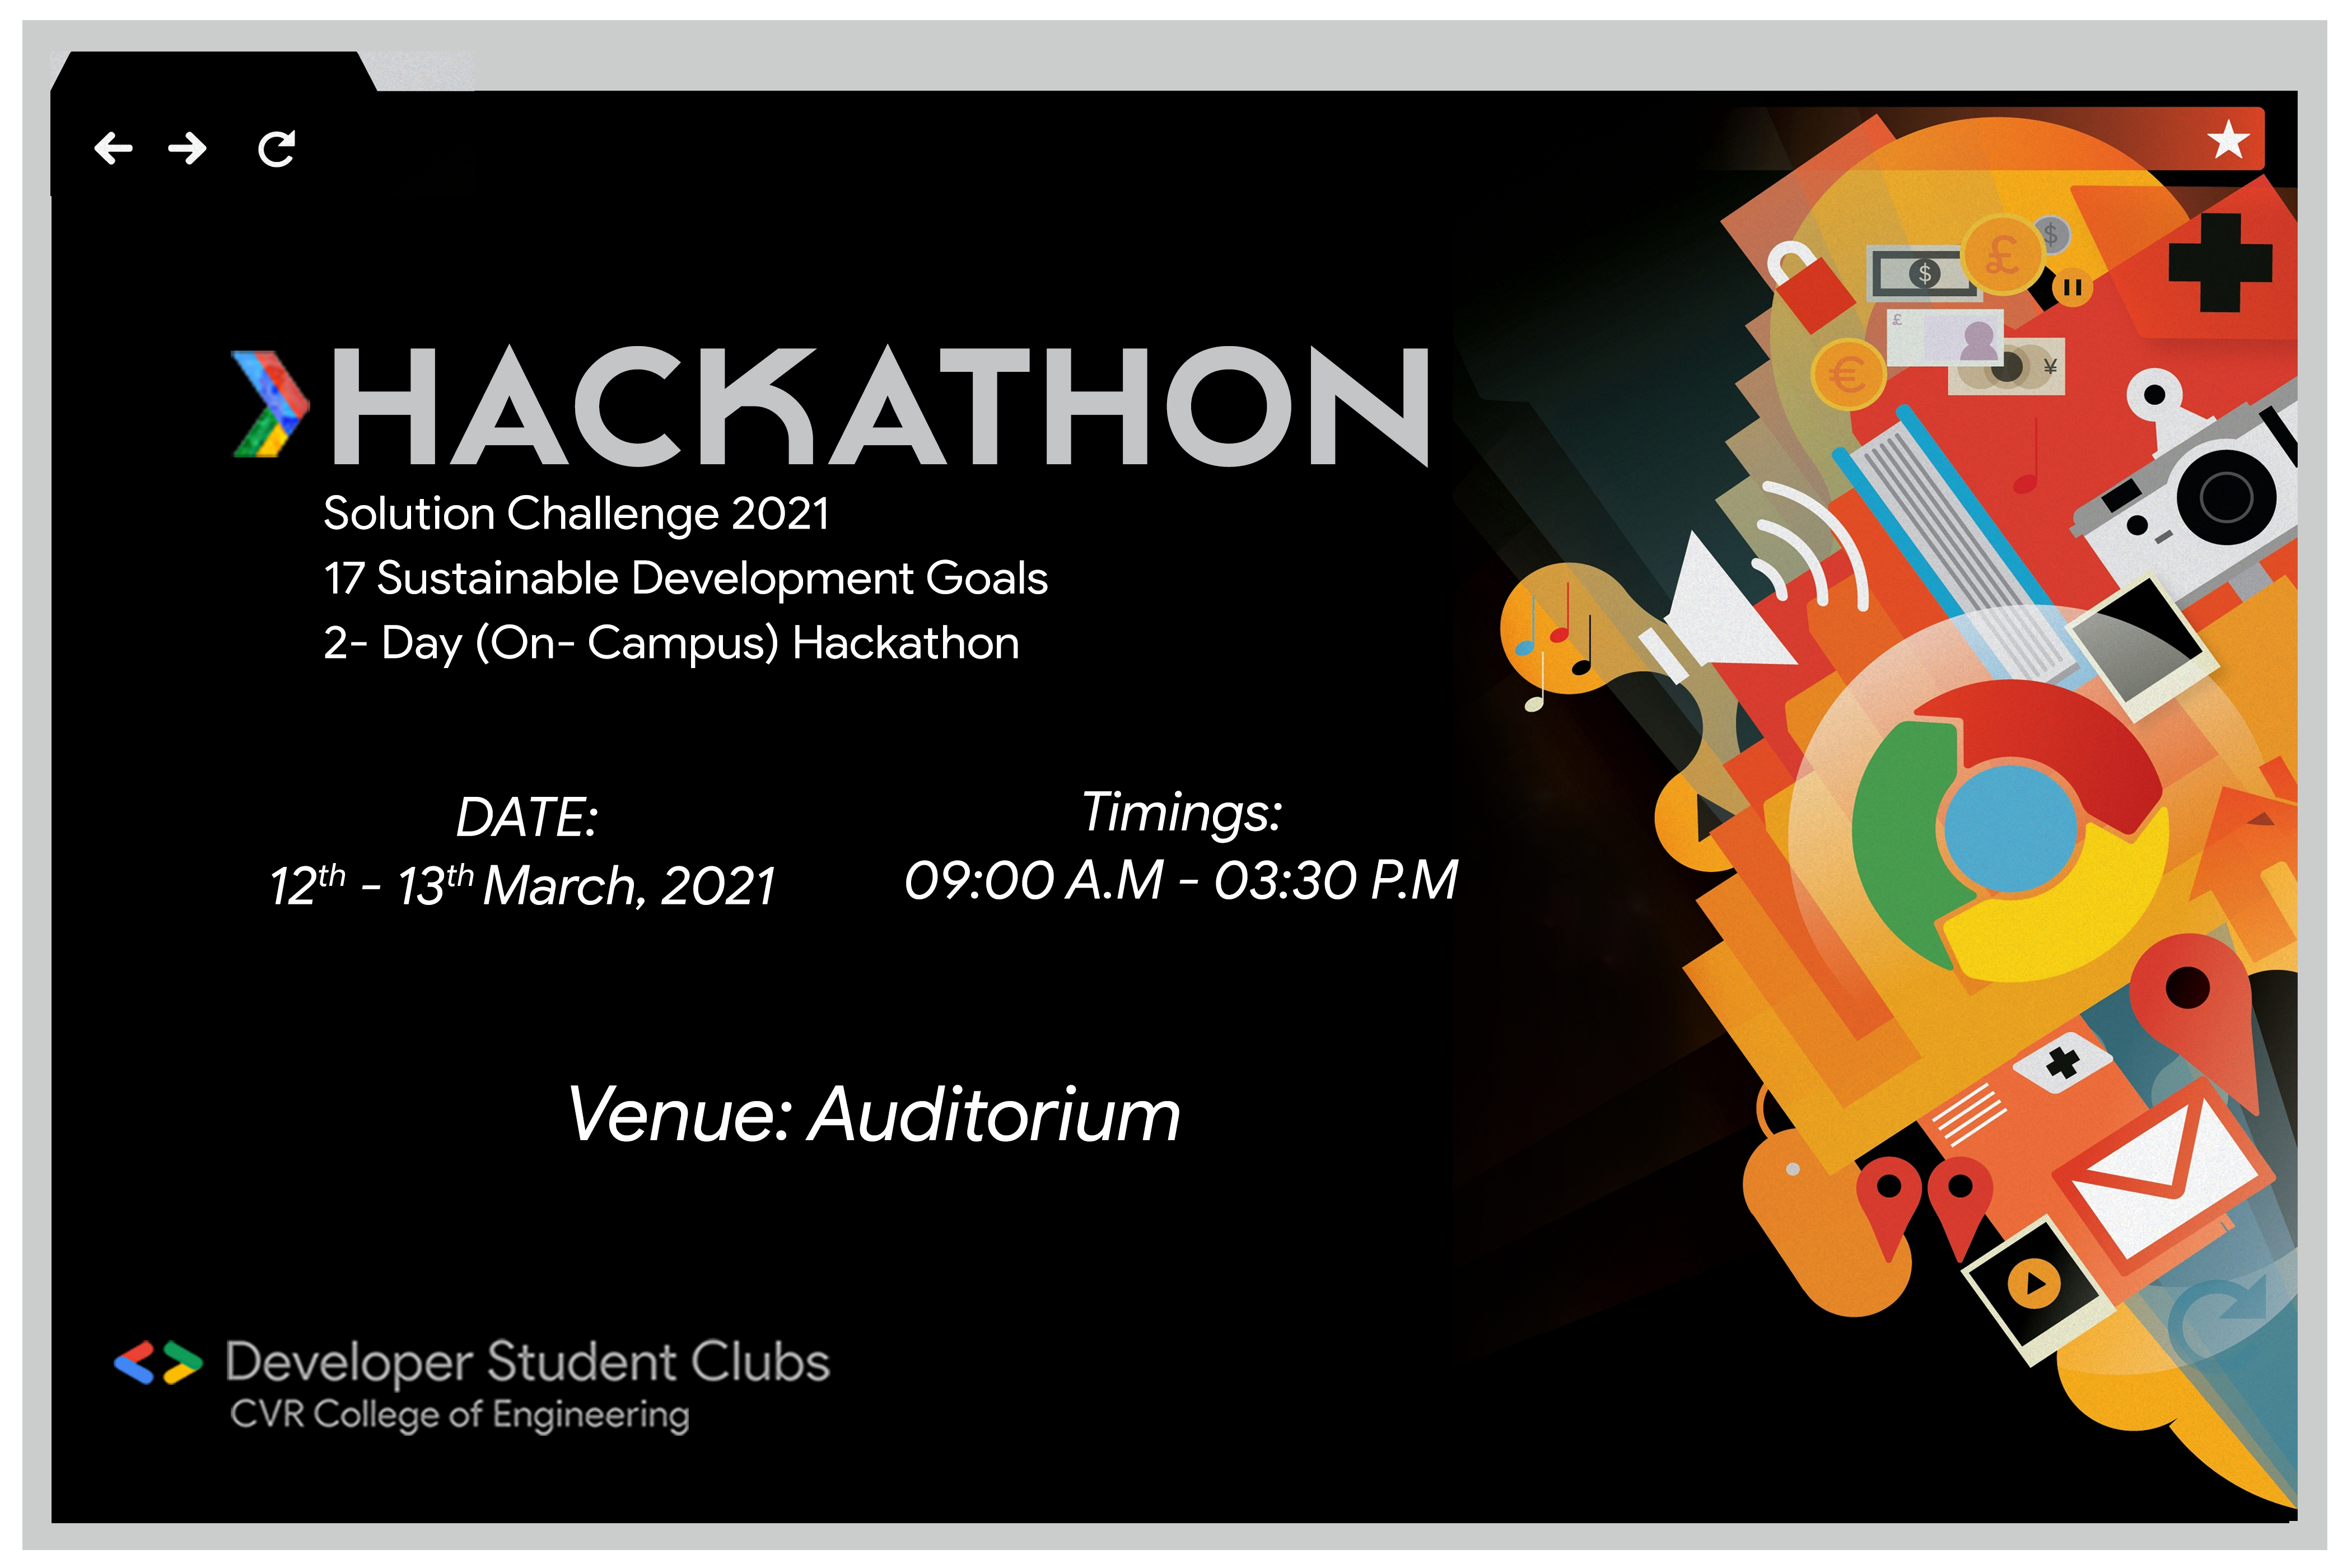 HACKATHON
Solution Challenge 2021
17 Sustainable Development Goals
2- Day (On- Campus) Hackathon
DATE:
12th - 13th March, 2021
Timings:
09:00 A.M - 03:30 P.M
Venue: Auditorium
Developer Student Clubs
CVR College of Engineering
$
£
$
£
€
¥